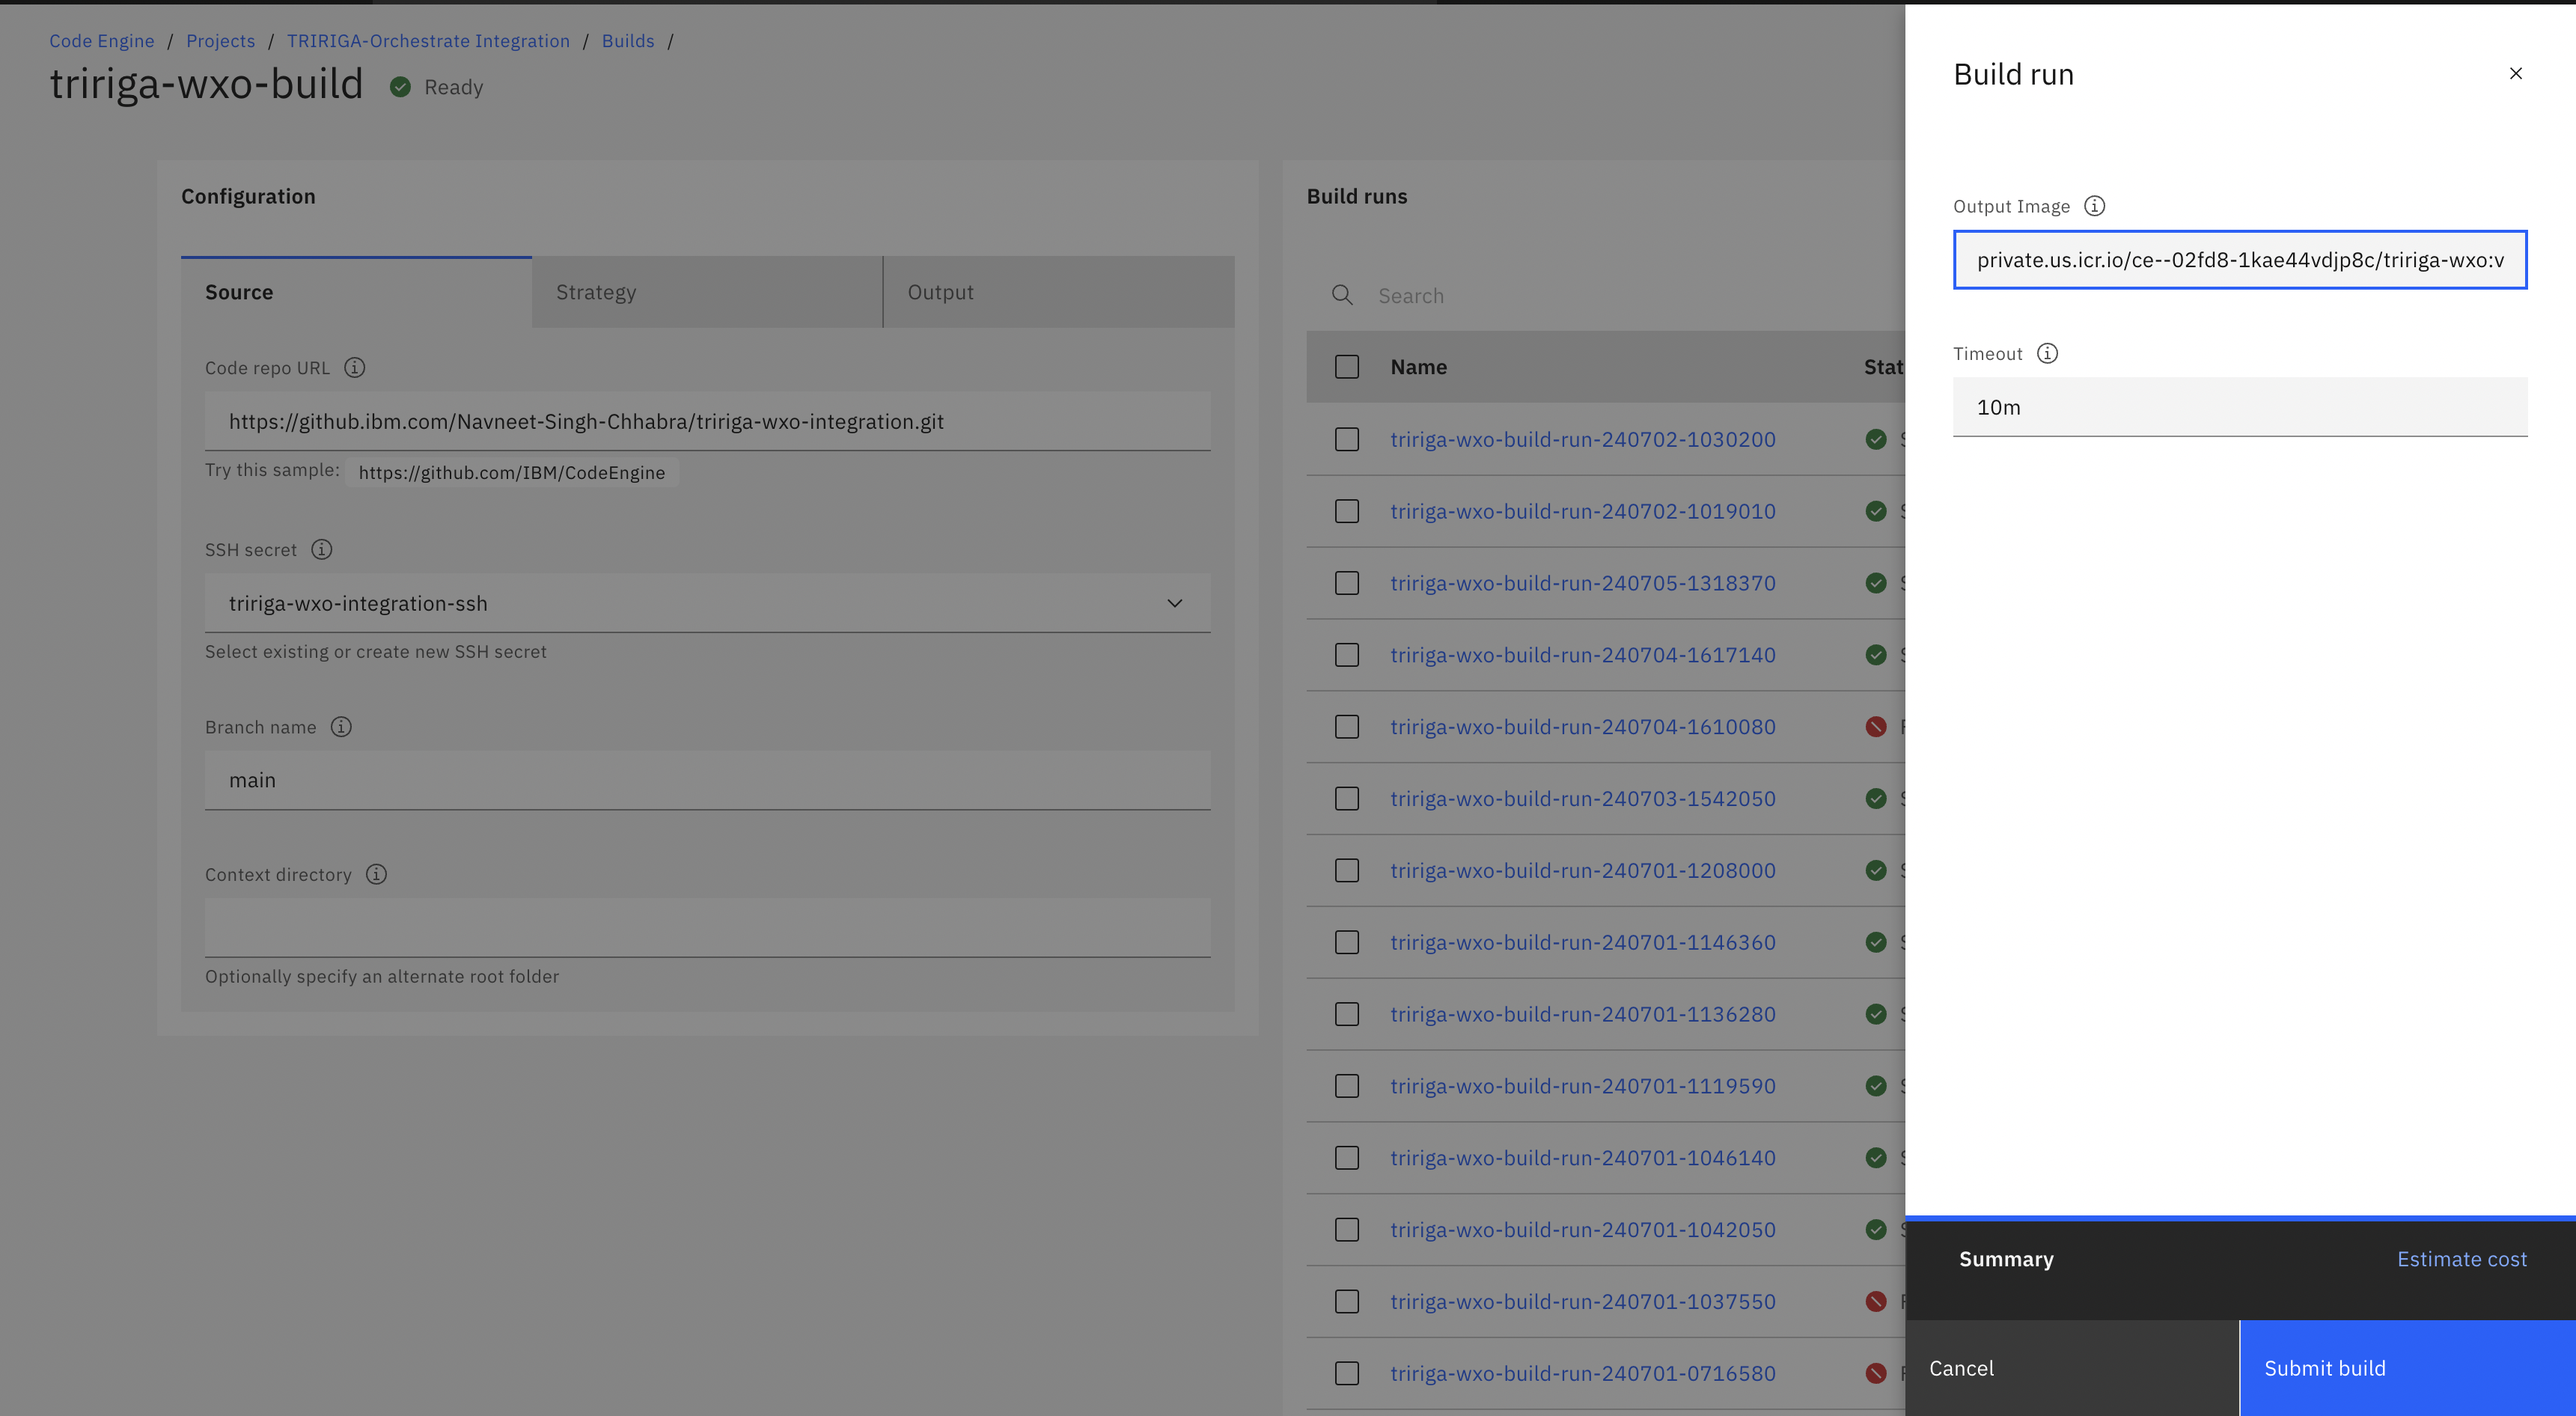 Code Engine / Projects / TRIRIGA-Orchestrate Integration / Builds /
tririga-wxo-build Ready
Configuration
Source Strategy Output
Code repo URL
https://github.ibm.com/Navneet-Singh-Chhabra/tririga-wxo-integration.git
Try this sample: https://github.com/IBM/CodeEngine
SSH secret
tririga-wxo-integration-ssh
Select existing or create new SSH secret
Branch name
main
Context directory
Optionally specify an alternate root folder
Build runs
Search
Name Stat
tririga-wxo-build-run-240702-1030200
tririga-wxo-build-run-240702-1019010
tririga-wxo-build-run-240705-1318370
tririga-wxo-build-run-240704-1617140
tririga-wxo-build-run-240704-1610080
tririga-wxo-build-run-240703-1542050
tririga-wxo-build-run-240701-1208000
tririga-wxo-build-run-240701-1146360
tririga-wxo-build-run-240701-1136280
tririga-wxo-build-run-240701-1119590
tririga-wxo-build-run-240701-1046140
tririga-wxo-build-run-240701-1042050
tririga-wxo-build-run-240701-1037550
tririga-wxo-build-run-240701-0716580
Build run
Output Image
private.us.icr.io/ce--02fd8-1kae44vdjp8c/tririga-wxo:v
Timeout
10m
Summary Estimate cost
Cancel Submit build